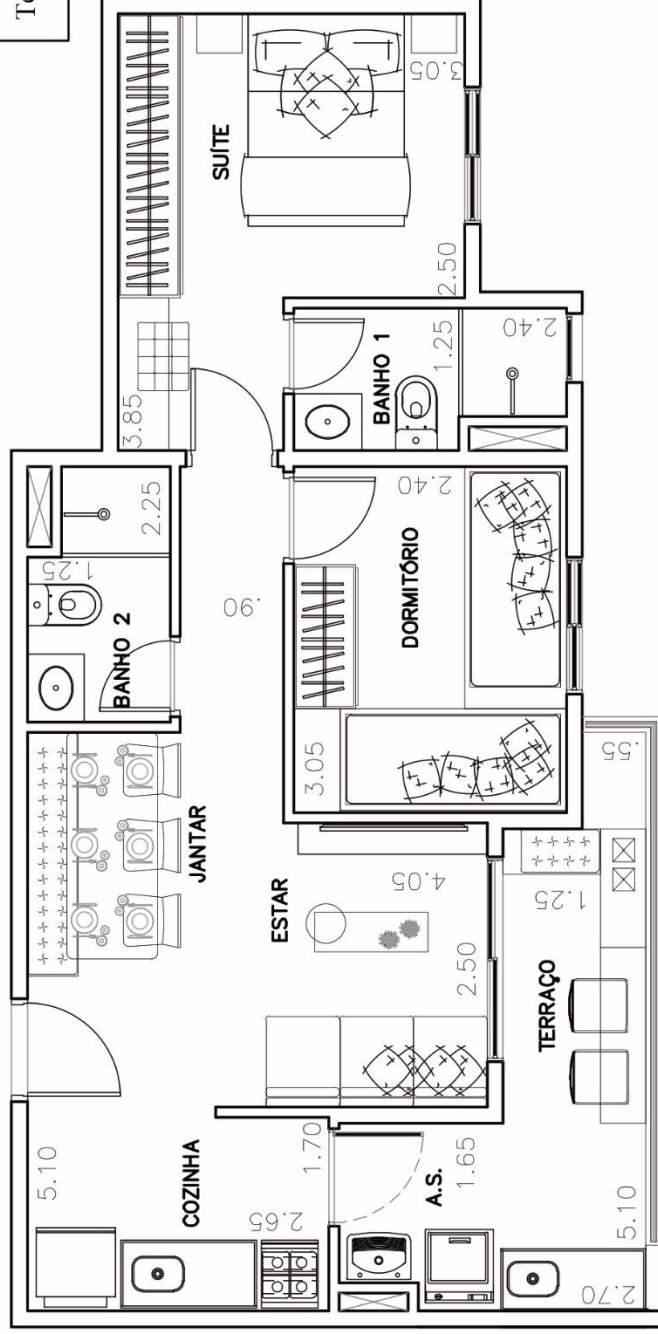 To
SUÍTE
3.05
2.50
3.85
BANHO 1
1.25
2.40
2.25
1.25
BANHO 2
.90
DORMITÓRIO
2.40
3.05
JANTAR
ESTAR
4.05
2.50
.55
1.25
TERRAÇO
5.10
COZINHA
2.65
1.70
A.S.
1.65
5.10
2.70